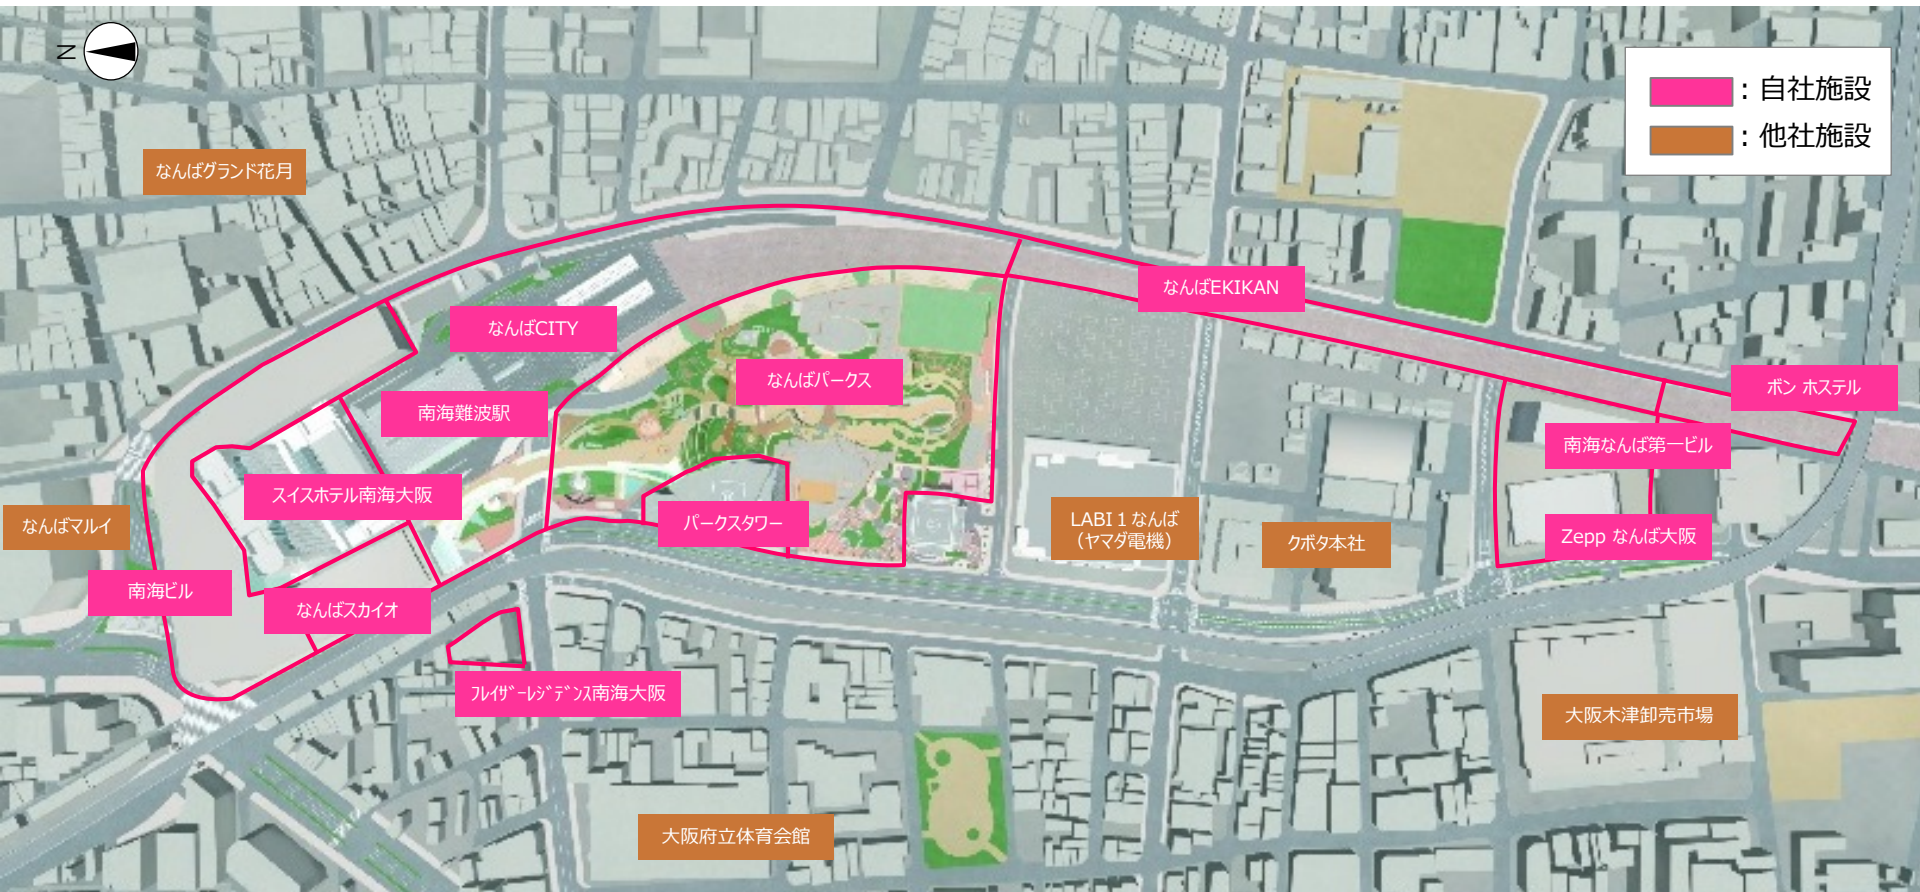 N
：自社施設
：他社施設
なんばグランド花月
なんばEKIKAN
なんばCITY
なんばパークス
ボン ホステル
南海難波駅
南海なんば第一ビル
スイスホテル南海大阪
なんばマルイ
パークスタワー
LABI１なんば
（ヤマダ電機）
クボタ本社
Zepp なんば大阪
南海ビル
なんばスカイオ
ﾌﾚｲｻﾞｰﾚｼﾞﾃﾞﾝｽ南海大阪
大阪木津卸売市場
大阪府立体育会館